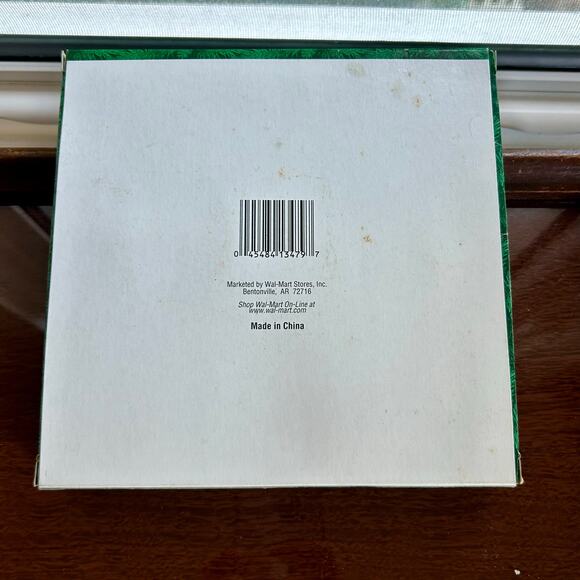 0 45484 13479 7
Marketed by Wal-Mart Stores, Inc.
Bentonville, AR 72716
Shop Wal-Mart On-Line at
www.wal-mart.com
Made in China